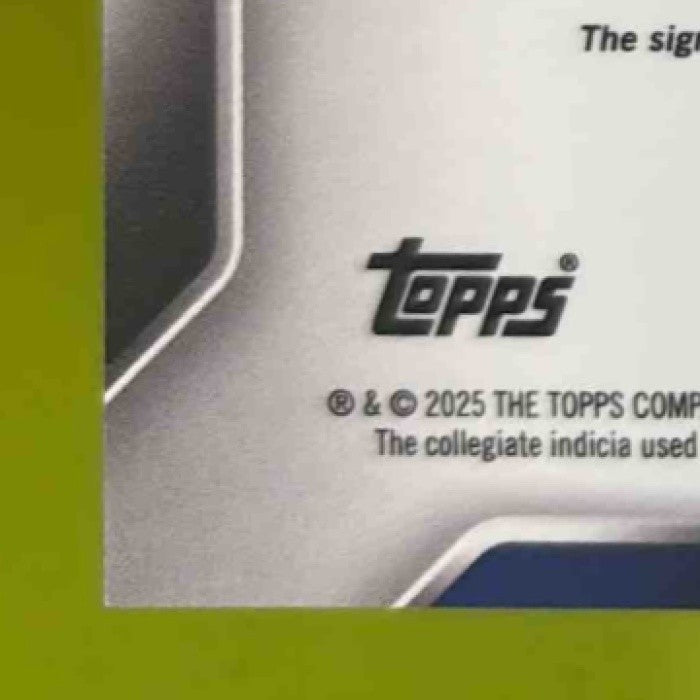 The sig
Topps®
® & © 2025 THE TOPPS COMP
The collegiate indicia used